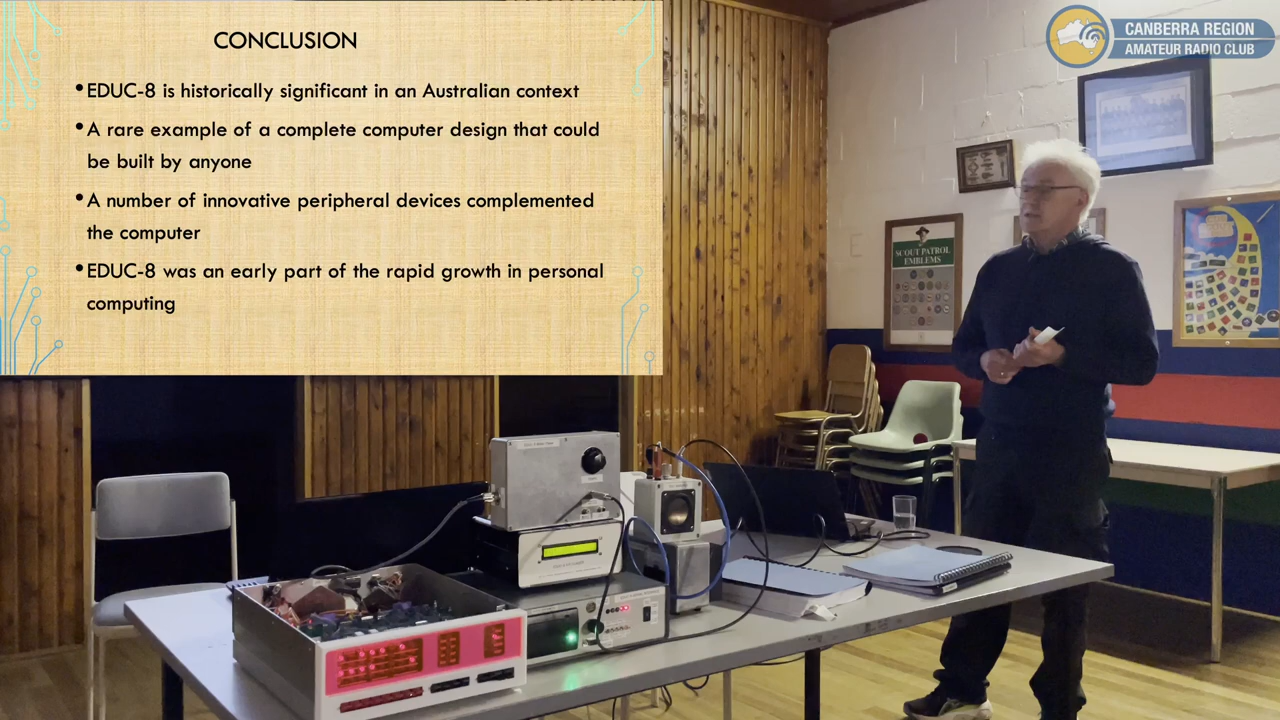 CONCLUSION
• EDUC-8 is historically significant in an Australian context
• A rare example of a complete computer design that could
be built by anyone
• A number of innovative peripheral devices complemented
the computer
• EDUC-8 was an early part of the rapid growth in personal
computing
CANBERRA REGION
AMATEUR RADIO CLUB
SCOUT PATROL
EMBLEMS